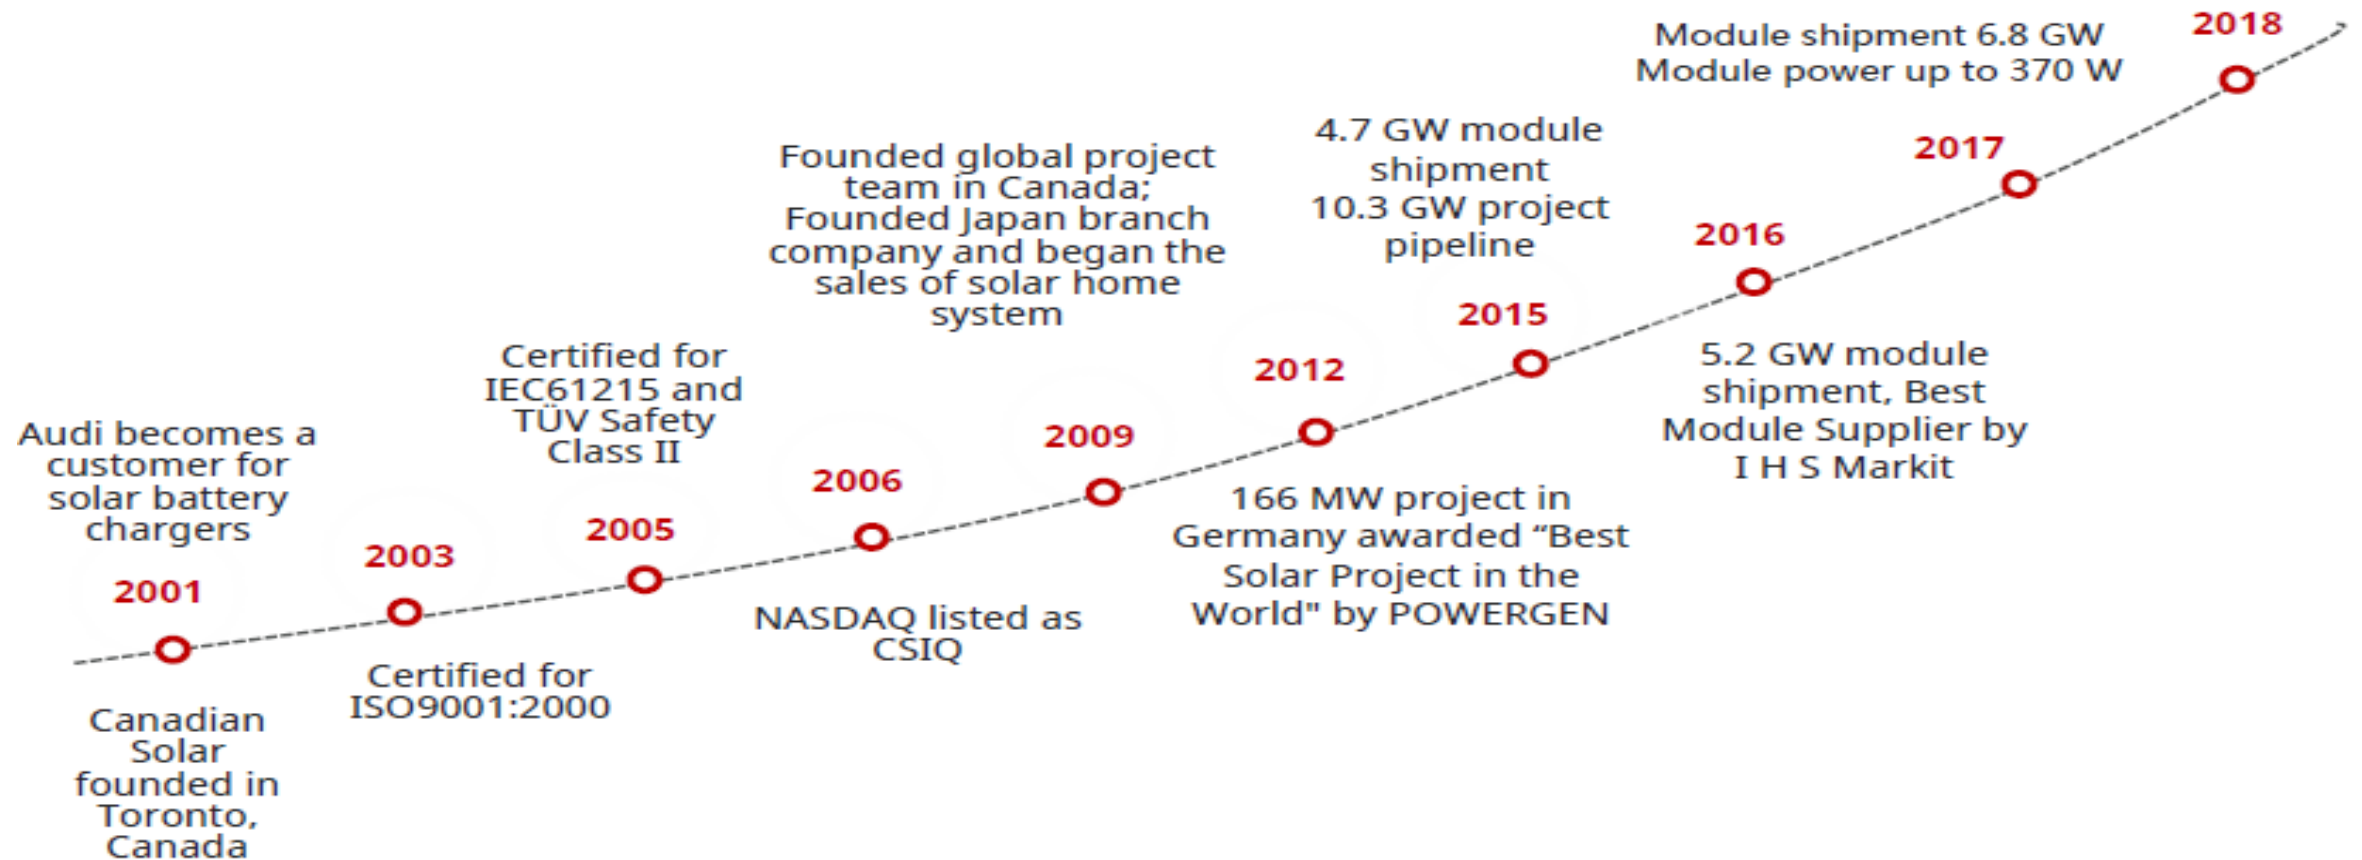 Audi becomes a
customer for
solar battery
chargers
2001
Canadian
Solar
founded in
Toronto,
Canada
2003
Certified for
ISO9001:2000
Certified for
IEC61215 and
TÜV Safety
Class II
2005
2006
NASDAQ listed as
CSIQ
Founded global project
team in Canada;
Founded Japan branch
company and began the
sales of solar home
system
2009
2012
166 MW project in
Germany awarded “Best
Solar Project in the
World" by POWERGEN
4.7 GW module
shipment
10.3 GW project
pipeline
2015
2016
5.2 GW module
shipment, Best
Module Supplier by
I H S Markit
Module shipment 6.8 GW
Module power up to 370 W
2017
2018